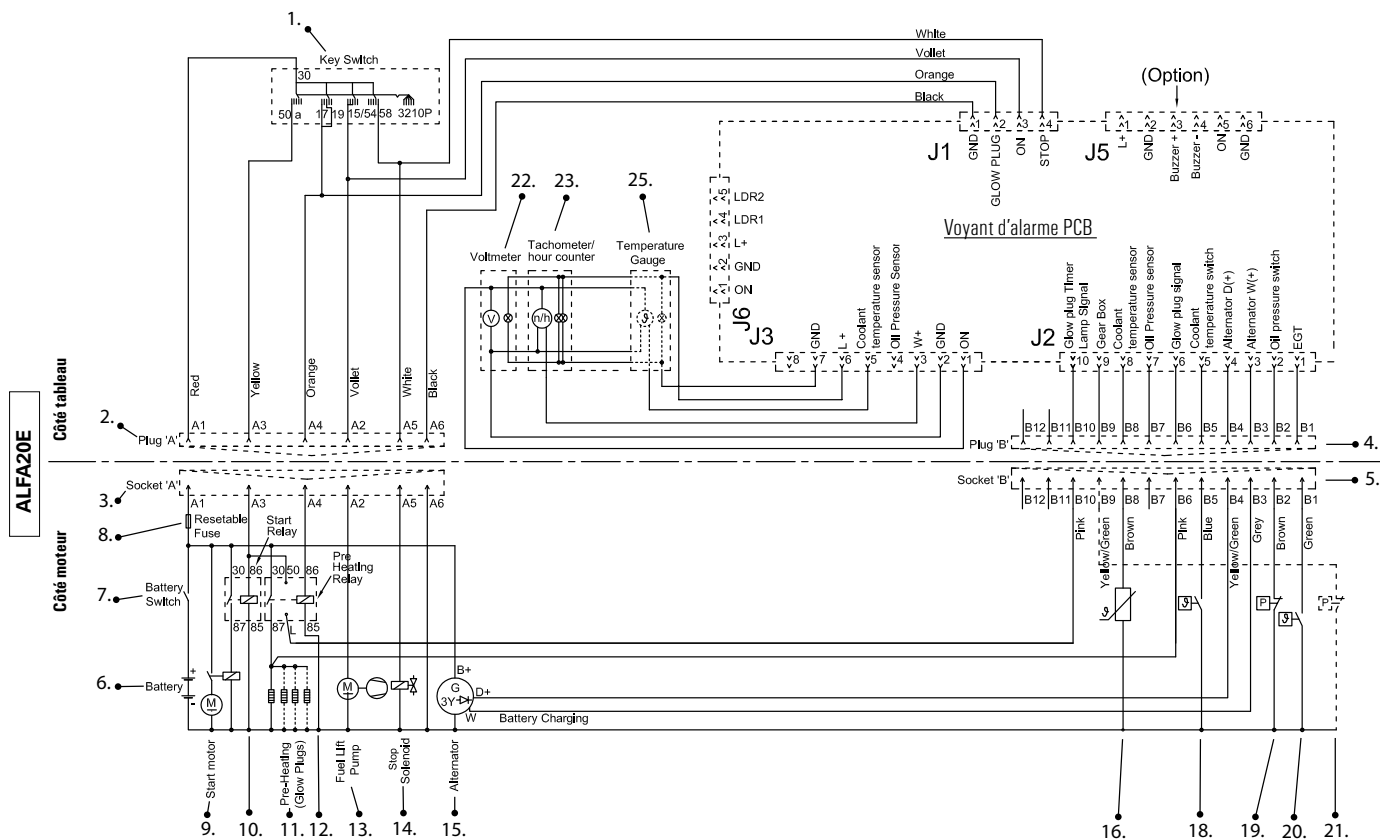 1.
Key Switch
30
50 a
17
19
15/54
58
3210P
White
Vollet
Orange
Black
(Option)
J1
1
2
3
4
GND
GLOW PLUG
ON
STOP
J5
1
2
3
4
5
6
L+
GND
Buzzer +
Buzzer -
ON
GND
Voyant d'alarme PCB
22.
23.
25.
Voltmeter
Tachometer/
hour counter
Temperature
Gauge
V
n/h
5 LDR2
4 LDR1
3 L+
2 GND
1 ON
J6
J3
GND
L +
Coolant
temperature sensor
Oil Pressure Sensor
W+
GND
ON
8
7
6
5
4
3
2
1
J2
Glow plug Timer
Lamp Signal
Gear Box
Coolant
temperature sensor
Oil Pressure sensor
Glow plug signal
Coolant
temperature switch
Alternator D(+)
Alternator W(+)
Oil pressure switch
EGT
10
9
8
7
6
5
4
3
2
1
ALFA20E
Côté tableau
Côté moteur
Red
Yellow
Orange
Vollet
White
Black
2.
Plug 'A'
A1
A3
A4
A2
A5
A6
B12
B11
B10
B9
B8
B7
B6
B5
B4
B3
B2
B1
Plug 'B'
4.
3.
Socket 'A'
A1
A3
A4
A2
A5
A6
Socket 'B'
5.
B12
B11
B10
B9
B8
B7
B6
B5
B4
B3
B2
B1
Pink
Yellow/Green
Brown
Pink
Blue
Yellow/Green
Grey
Brown
Green
8.
Resetable
Fuse
Start
Relay
Pre
Heating
Relay
30
86
30
50
86
87
85
87
L
85
7.
Battery
Switch
6.
Battery
+
-
M
M
B+
G
3Y
D+
W
Battery Charging
P
P
Start motor
Pre-Heating
(Glow Plugs)
Fuel Lift
Pump
Stop
Solenoid
Alternator
9.
10.
11.
12.
13.
14.
15.
16.
18.
19.
20.
21.